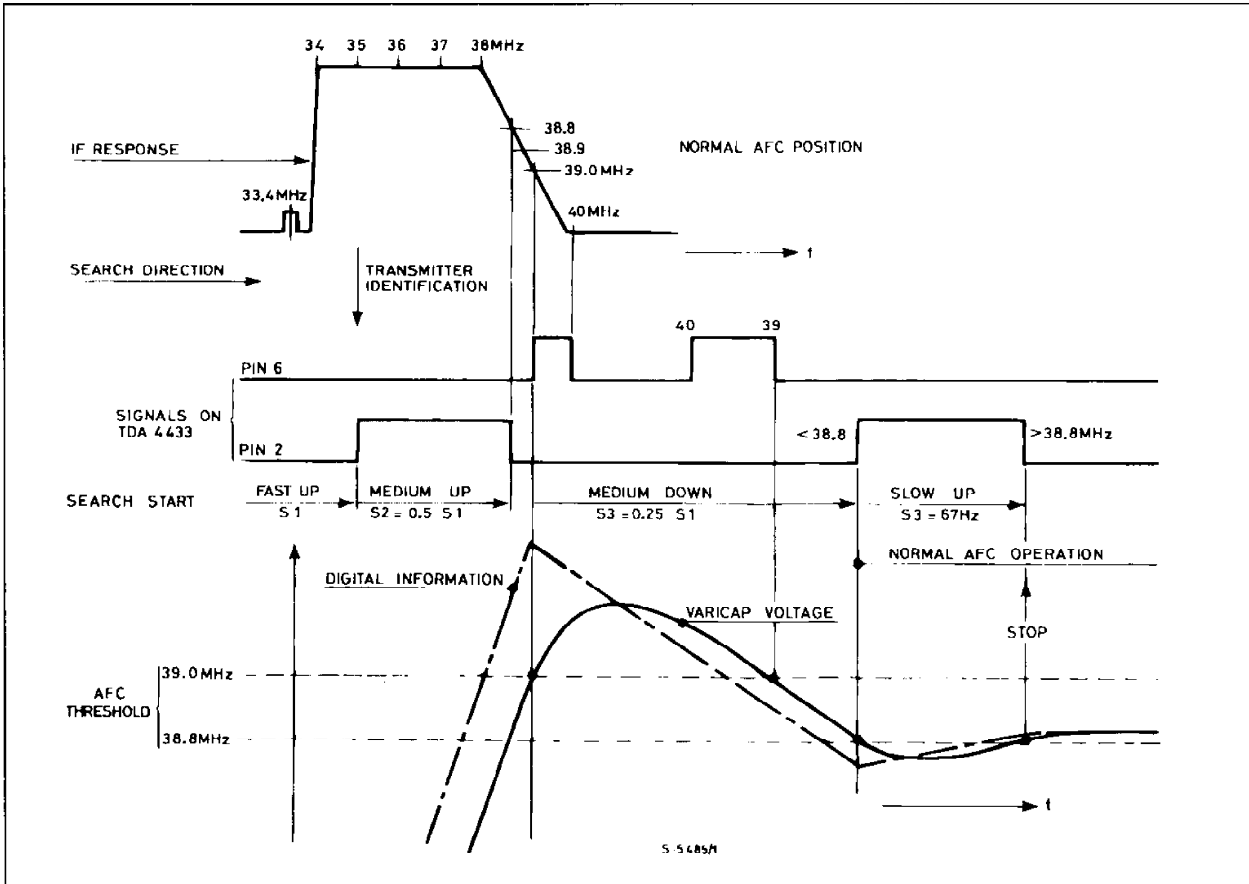 34 35 36 37 38MHz
38.8
38.9
39.0MHz
IF RESPONSE
NORMAL AFC POSITION
33,4MHz
40MHz
f
SEARCH DIRECTION
TRANSMITTER
IDENTIFICATION
40 39
PIN 6
SIGNALS ON
TDA 4433
PIN 2
<38.8
>38.8MHz
SEARCH START
FAST UP
S1
MEDIUM UP
S2=0.5 S1
MEDIUM DOWN
S3=0.25 S1
SLOW UP
S3=67Hz
NORMAL AFC OPERATION
DIGITAL INFORMATION
VARICAP VOLTAGE
STOP
39.0MHz
AFC
THRESHOLD
38.8MHz
t
S-5485/1